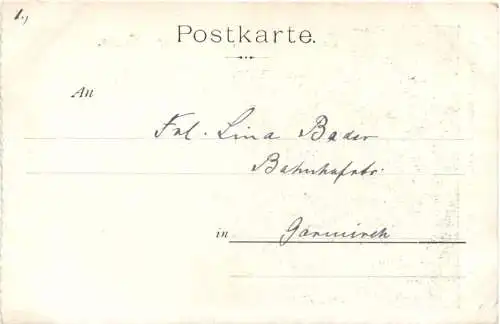 1.,
Postkarte.
An
Frl. Lina Bader
Bahnhofstr.
in Garmisch